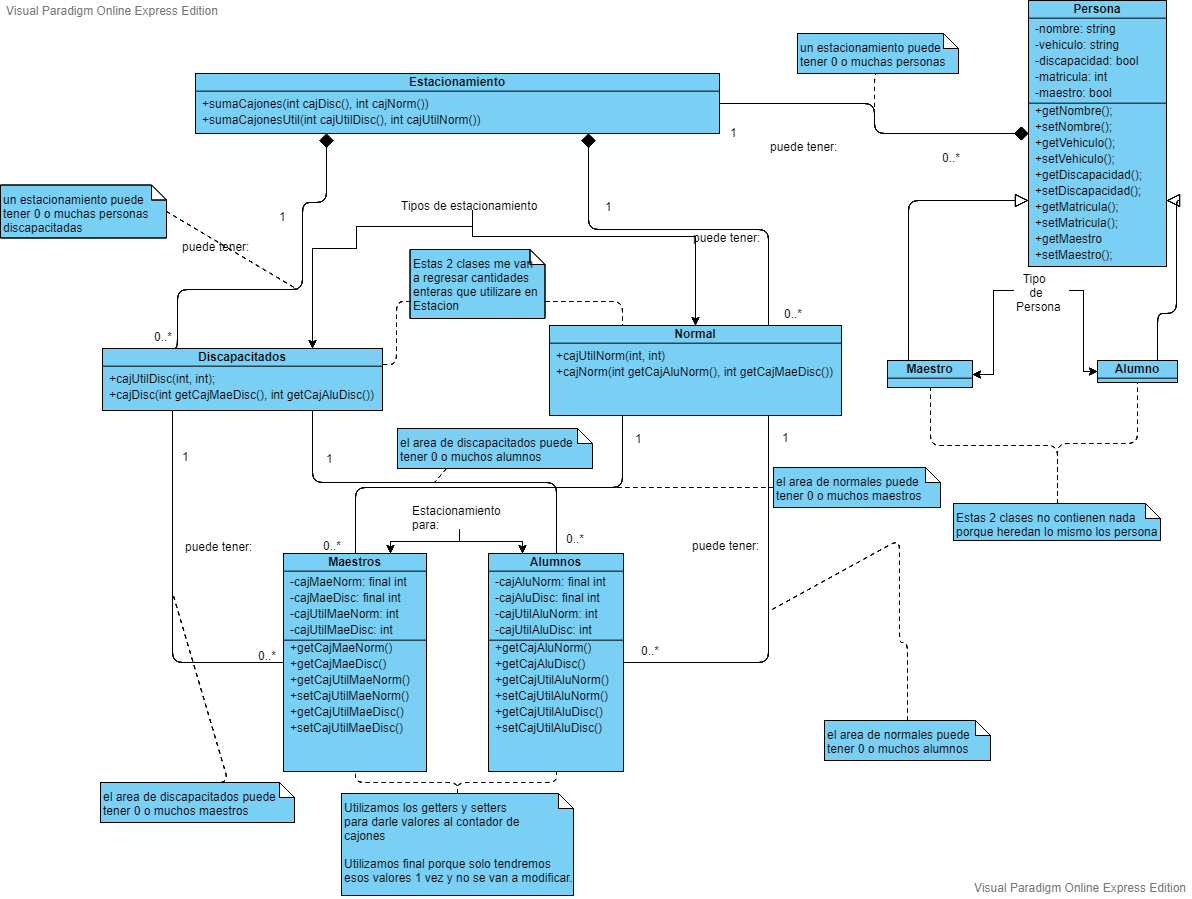 Visual Paradigm Online Express Edition
Persona
-nombre: string
-vehiculo: string
-discapacidad: bool
-matricula: int
-maestro: bool
+getNombre();
+setNombre();
+getVehiculo();
+setVehiculo();
+getDiscapacidad();
+setDiscapacidad();
+getMatricula();
+setMatricula();
+getMaestro
+setMaestro();
un estacionamiento puede
tener 0 o muchas personas
Estacionamiento
+sumaCajones(int cajDisc(), int cajNorm())
+sumaCajonesUtil(int cajUtilDisc(), int cajUtilNorm())
1
puede tener:
0..*
un estacionamiento puede
tener 0 o muchas personas
discapacitadas
1
Tipos de estacionamiento
1
puede tener:
puede tener:
Estas 2 clases me van
a regresar cantidades
enteras que utilizare en
Estacion
Tipo
de
Persona
0..*
0..*
Discapacitados
+cajUtilDisc(int, int);
+cajDisc(int getCajMaeDisc(), int getCajAluDisc())
Normal
+cajUtilNorm(int, int)
+cajNorm(int getCajAluNorm(), int getCajMaeDisc())
Maestro
Alumno
1
1
1
1
el area de discapacitados puede
tener 0 o muchos alumnos
el area de normales puede
tener 0 o muchos maestros
Estas 2 clases no contienen nada
porque heredan lo mismo los persona
Estacionamiento
para:
puede tener:
0..*
0..*
puede tener:
Maestros
-cajMaeNorm: final int
-cajMaeDisc: final int
-cajUtilMaeNorm: int
-cajUtilMaeDisc: int
+getCajMaeNorm()
+getCajMaeDisc()
+getCajUtilMaeNorm()
+setCajUtilMaeNorm()
+getCajUtilMaeDisc()
+setCajUtilMaeDisc()
Alumnos
-cajAluNorm: final int
-cajAluDisc: final int
-cajUtilAluNorm: int
-cajUtilAluDisc: int
+getCajAluNorm()
+getCajAluDisc()
+getCajUtilAluNorm()
+setCajUtilAluNorm()
+getCajUtilAluDisc()
+setCajUtilAluDisc()
0..*
0..*
el area de normales puede
tener 0 o muchos alumnos
el area de discapacitados puede
tener 0 o muchos maestros
Utilizamos los getters y setters
para darle valores al contador de
cajones
Utilizamos final porque solo tendremos
esos valores 1 vez y no se van a modificar.
Visual Paradigm Online Express Edition